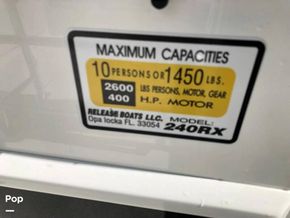 MAXIMUM CAPACITIES
10 PERSONS OR 1450 LBS.
2600 LBS PERSONS, MOTOR, GEAR
400 H.P. MOTOR
RELEASE BOATS LLC.
Opa locka FL. 33054 MODEL: 240RX
Pop